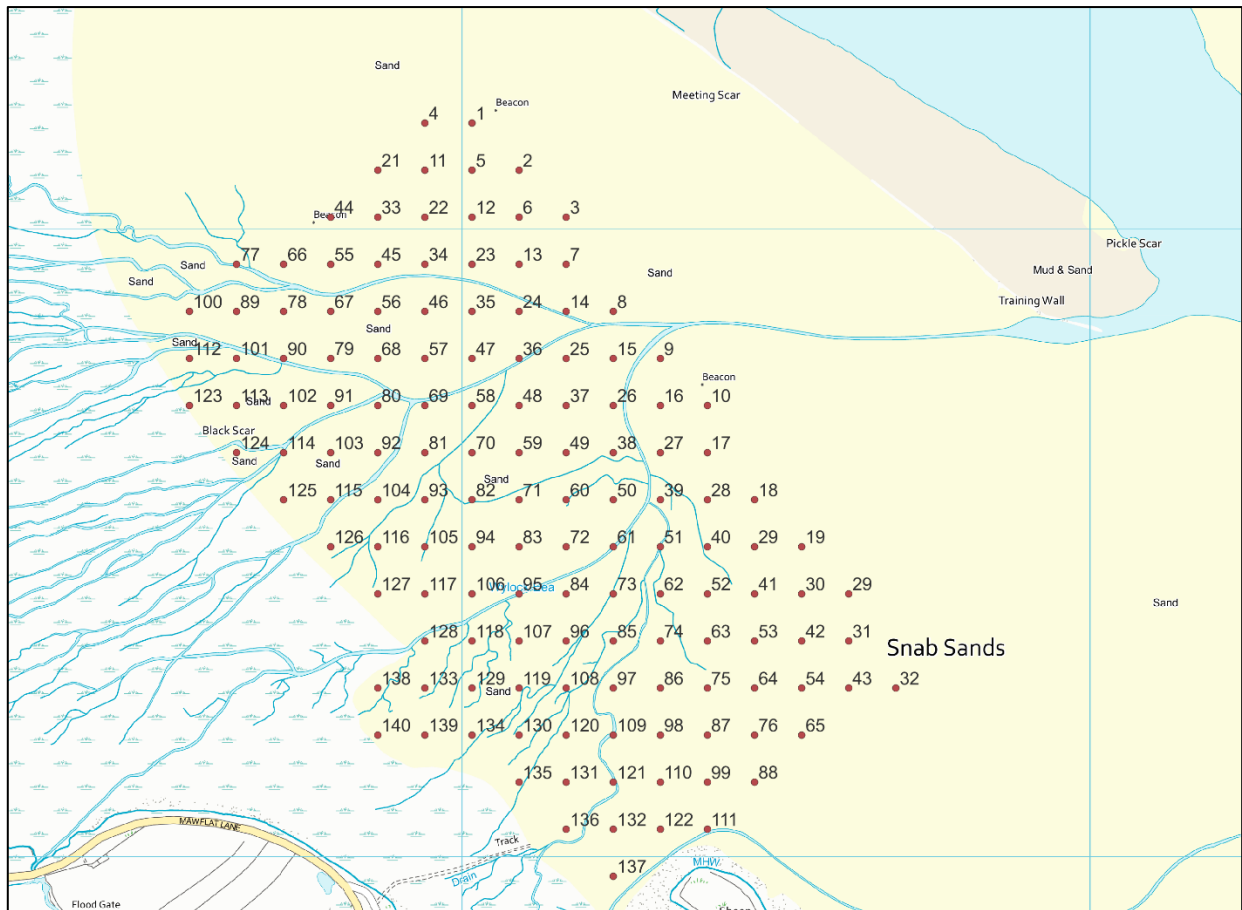 Sand
Meeting Scar
Beacon
4 1
21 11 5 2
44 33 22 12 6 3
Beacon
Pickle Scar
77 66 55 45 34 23 13 7
Sand
Sand
Mud & Sand
Sand
Training Wall
100 89 78 67 56 46 35 24 14 8
Sand
Sand
112 101 90 79 68 57 47 36 25 15 9
Beacon
123 113 102 91 80 69 58 48 37 26 16 10
Sand
Black Scar
124 114 103 92 81 70 59 49 38 27 17
Sand
Sand
Sand
125 115 104 93 82 71 60 50 39 28 18
126 116 105 94 83 72 61 51 40 29 19
127 117 106 95 84 73 62 52 41 30 29
Sand
128 118 107 96 85 74 63 53 42 31
Snab Sands
138 133 129 119 108 97 86 75 64 54 43 32
Sand
140 139 134 130 120 109 98 87 76 65
135 131 121 110 99 88
MAWFLAT LANE
136 132 122 111
Track
MHW
137
Drain
Flood Gate